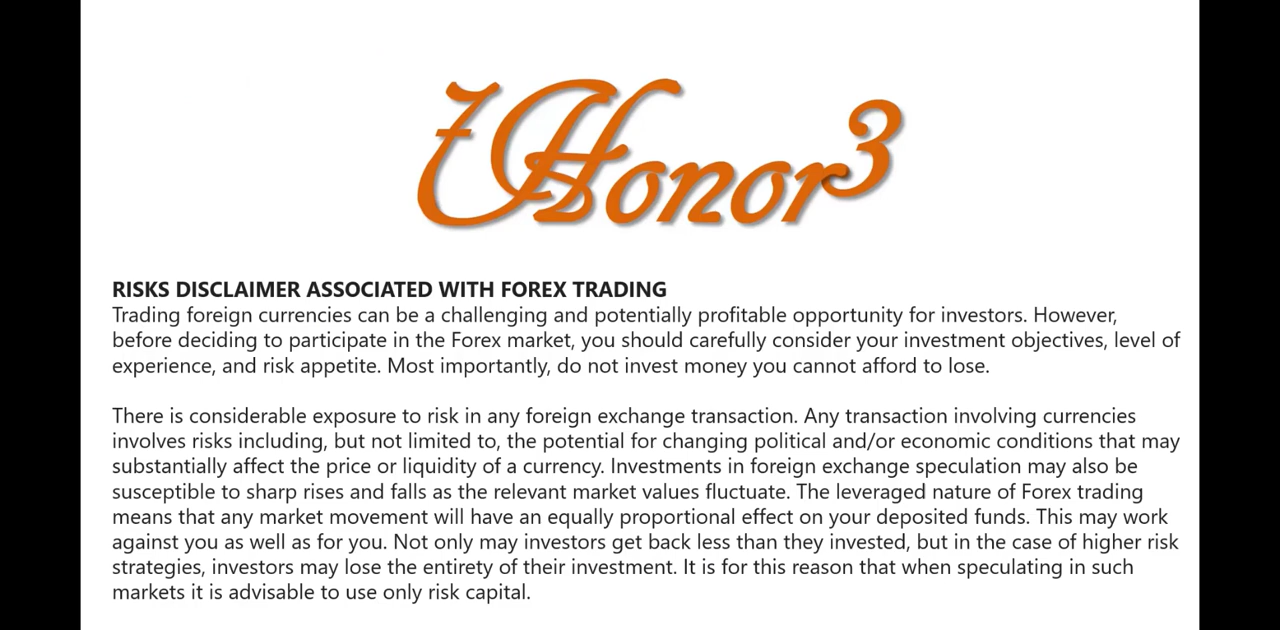 Honor3
RISKS DISCLAIMER ASSOCIATED WITH FOREX TRADING
Trading foreign currencies can be a challenging and potentially profitable opportunity for investors. However,
before deciding to participate in the Forex market, you should carefully consider your investment objectives, level of
experience, and risk appetite. Most importantly, do not invest money you cannot afford to lose.
There is considerable exposure to risk in any foreign exchange transaction. Any transaction involving currencies
involves risks including, but not limited to, the potential for changing political and/or economic conditions that may
substantially affect the price or liquidity of a currency. Investments in foreign exchange speculation may also be
susceptible to sharp rises and falls as the relevant market values fluctuate. The leveraged nature of Forex trading
means that any market movement will have an equally proportional effect on your deposited funds. This may work
against you as well as for you. Not only may investors get back less than they invested, but in the case of higher risk
strategies, investors may lose the entirety of their investment. It is for this reason that when speculating in such
markets it is advisable to use only risk capital.